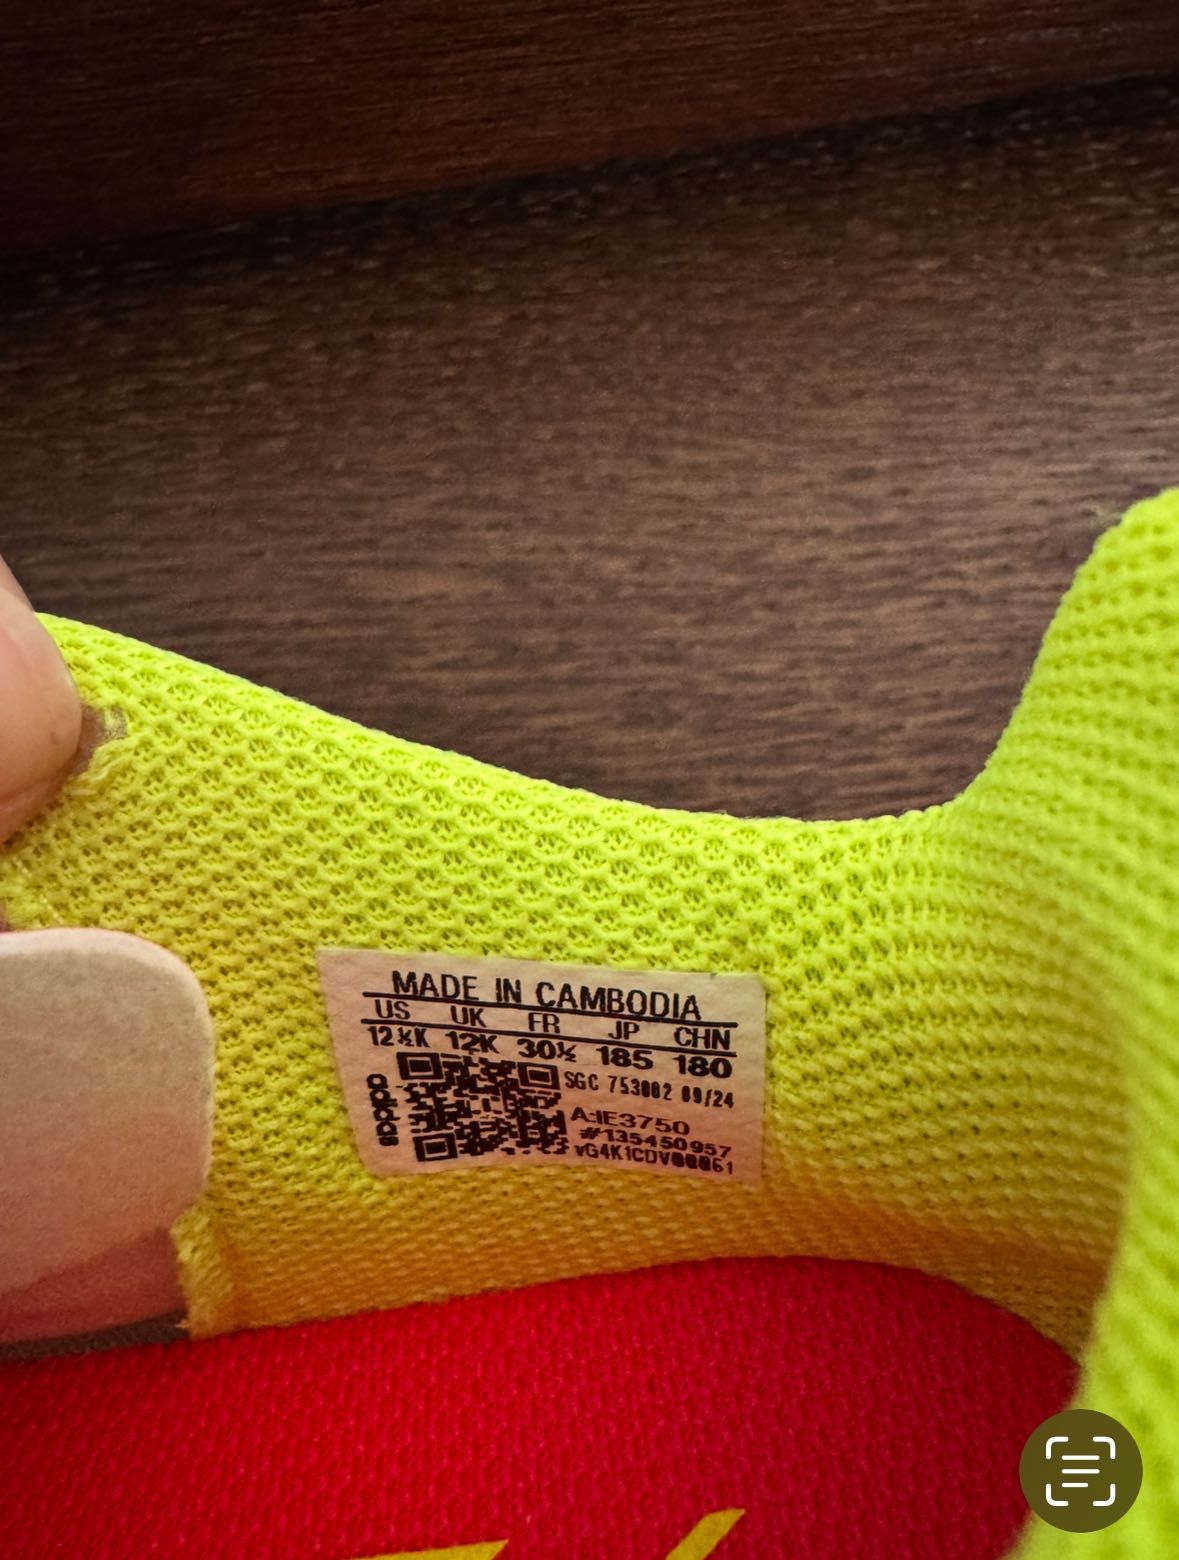 MADE IN CAMBODIA
US UK FR JP CHN
12½K 12K 30½ 185 180
adidas
SGC 753002 09/24
A:IE3750
#135450957